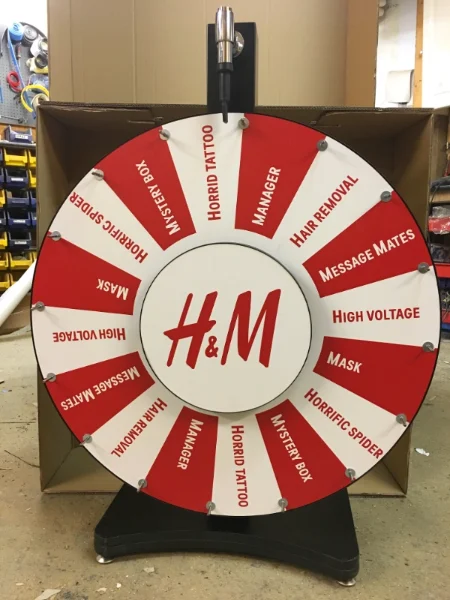 Horrid Tattoo
Manager
Hair Removal
Message Mates
High Voltage
Mask
Horrific Spider
Mystery Box
Horrid Tattoo
Manager
Hair Removal
Message Mates
High Voltage
Mask
Horrific Spider
Mystery Box
H&M